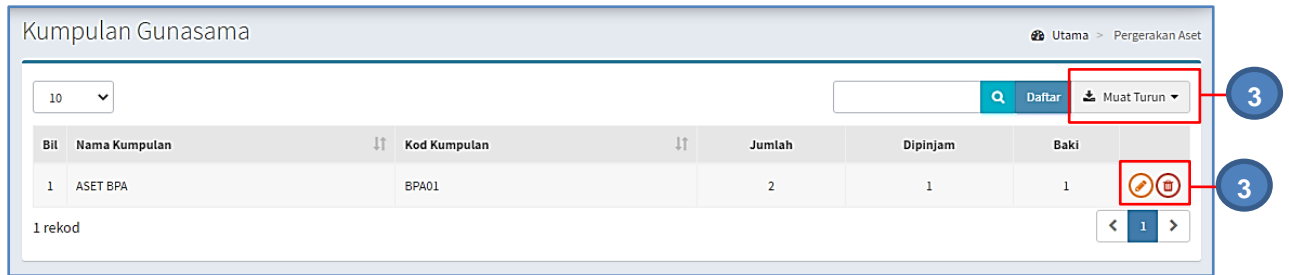 Kumpulan Gunasama
Utama > Pergerakan Aset
10 Daftar Muat Turun 3
Bil Nama Kumpulan Kod Kumpulan Jumlah Dipinjam Baki
1 ASET BPA BPA01 2 1 1 3
1 rekod < 1 >